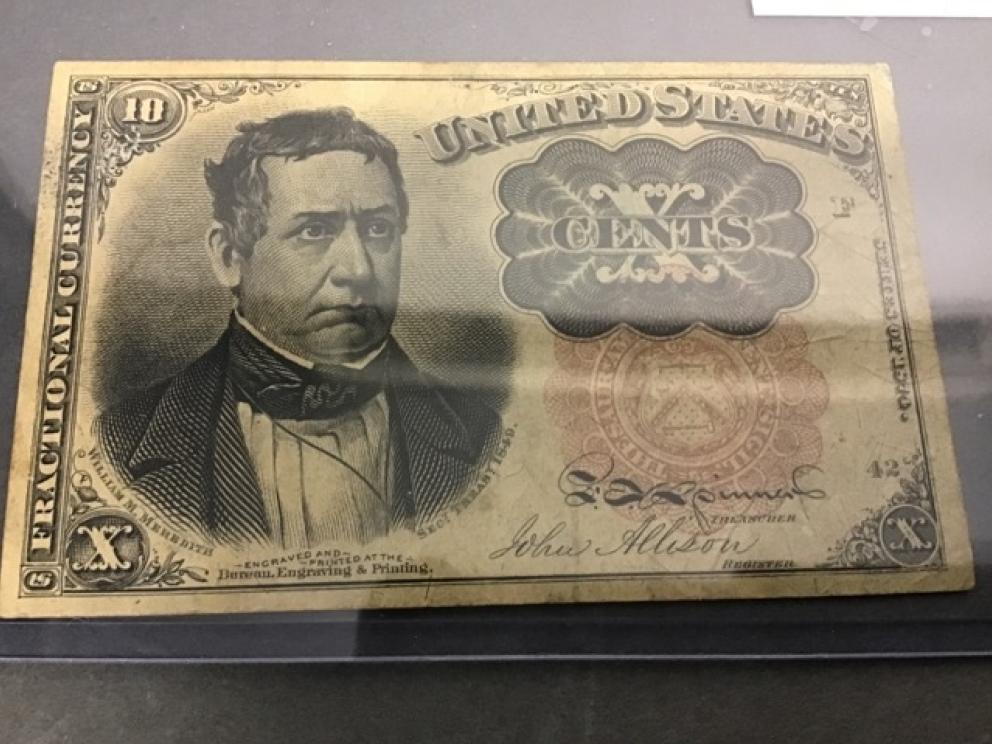 10
FRACTIONAL CURRENCY
UNITED STATES
X
CENTS
42
WILLIAM M. MEREDITH
SECY TREASY 1849.
TREASURER
John Allison
REGISTER
ENGRAVED AND
PRINTED AT THE
Bureau, Engraving & Printing.
X
X